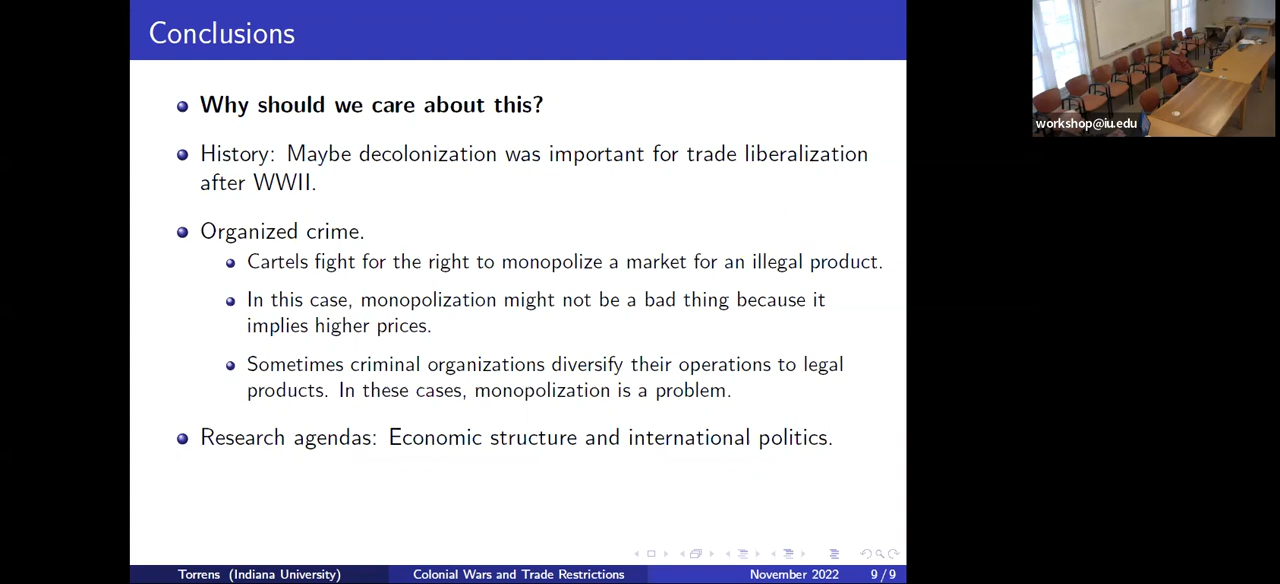 Conclusions
Why should we care about this?
History: Maybe decolonization was important for trade liberalization
after WWII.
Organized crime.
Cartels fight for the right to monopolize a market for an illegal product.
In this case, monopolization might not be a bad thing because it
implies higher prices.
Sometimes criminal organizations diversify their operations to legal
products. In these cases, monopolization is a problem.
Research agendas: Economic structure and international politics.
Torrens (Indiana University)
Colonial Wars and Trade Restrictions
November 2022
9 / 9
workshop@iu.edu